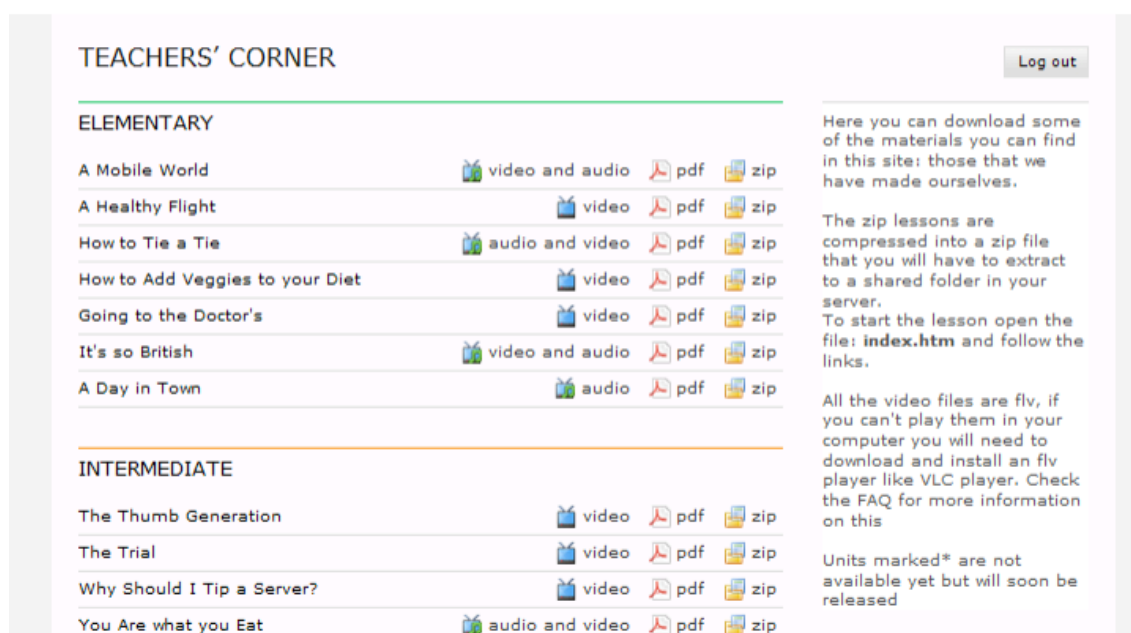 TEACHERS’ CORNER
Log out
ELEMENTARY
A Mobile World video and audio pdf zip
A Healthy Flight video pdf zip
How to Tie a Tie audio and video pdf zip
How to Add Veggies to your Diet video pdf zip
Going to the Doctor's video pdf zip
It's so British video and audio pdf zip
A Day in Town audio pdf zip
INTERMEDIATE
The Thumb Generation video pdf zip
The Trial video pdf zip
Why Should I Tip a Server? video pdf zip
You Are what you Eat audio and video pdf zip
Here you can download some
of the materials you can find
in this site: those that we
have made ourselves.
The zip lessons are
compressed into a zip file
that you will have to extract
to a shared folder in your
server.
To start the lesson open the
file: index.htm and follow the
links.
All the video files are flv, if
you can't play them in your
computer you will need to
download and install an flv
player like VLC player. Check
the FAQ for more information
on this
Units marked* are not
available yet but will soon be
released